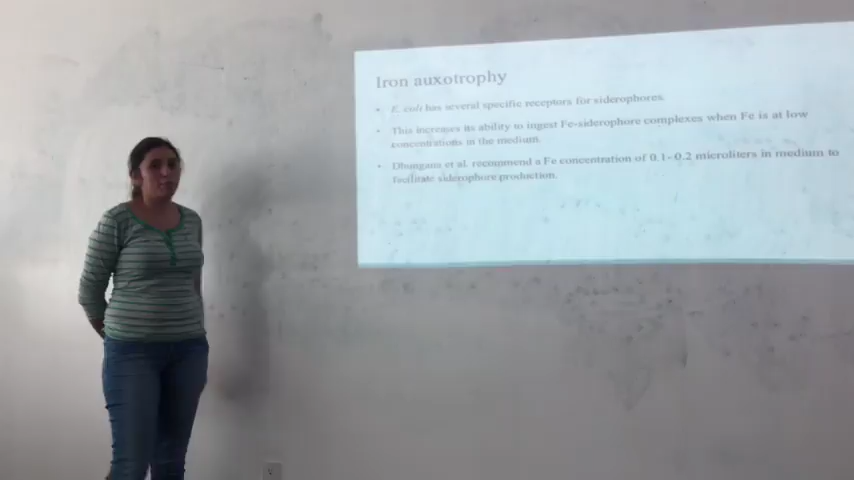 Iron auxotrophy
• E. coli has several specific receptors for siderophores.
• This increases its ability to ingest Fe-siderophore complexes when Fe is at low
concentrations in the medium.
• Dhungana et al. recommend a Fe concentration of 0.1- 0.2 microliters in medium to
facilitate siderophore production.